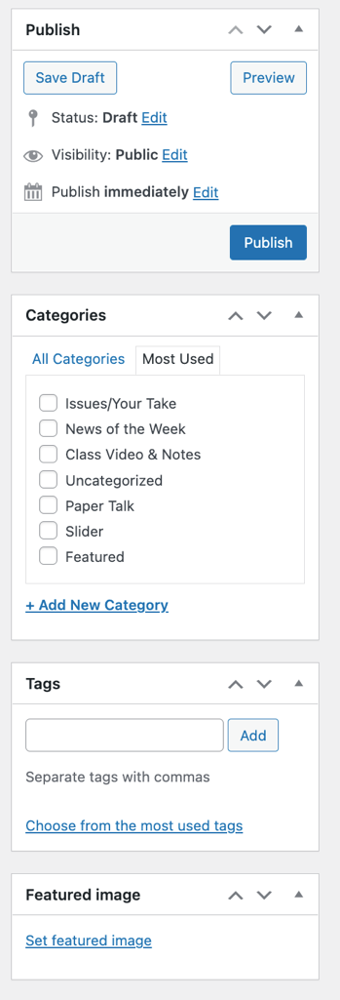 Publish
Save Draft Preview
Status: Draft Edit
Visibility: Public Edit
Publish immediately Edit
Publish
Categories
All Categories Most Used
Issues/Your Take
News of the Week
Class Video & Notes
Uncategorized
Paper Talk
Slider
Featured
+ Add New Category
Tags
Add
Separate tags with commas
Choose from the most used tags
Featured image
Set featured image